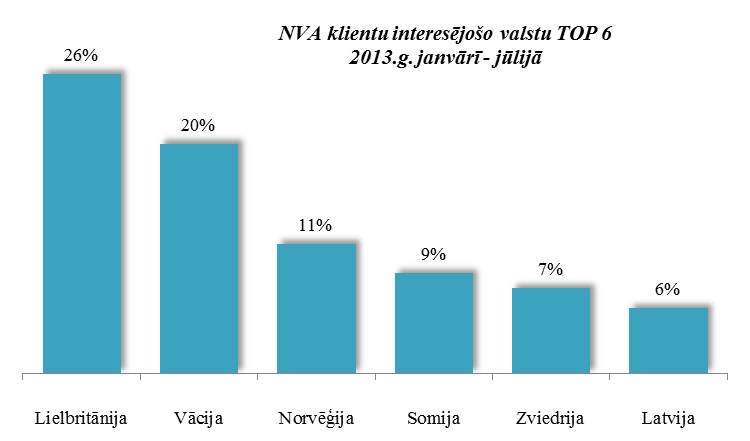 NVA klientu interesējošo valstu TOP 6
2013.g. janvārī - jūlijā
26%
20%
11%
9%
7%
6%
Lielbritānija
Vācija
Norvēģija
Somija
Zviedrija
Latvija